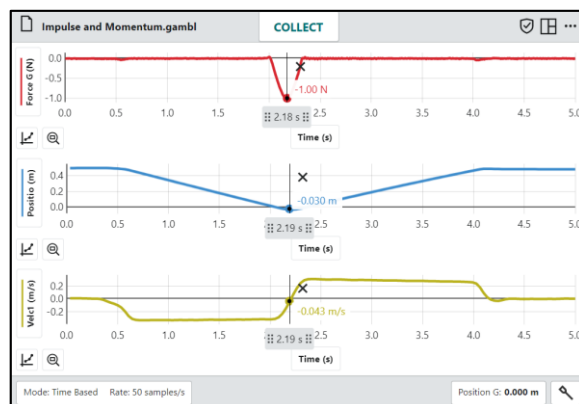 Impulse and Momentum.gambl
COLLECT
Force G (N)
0.0
-0.5
-1.0
-1.00 N
0.0 0.5 1.0 1.5 2.5 3.0 3.5 4.0 4.5 5.0
2.18 s
Time (s)
Positio (m)
0.4
0.2
0.0
-0.030 m
0.0 0.5 1.0 1.5 2.5 3.0 3.5 4.0 4.5 5.0
2.19 s
Time (s)
Veloci (m/s)
0.2
0.0
-0.2
-0.043 m/s
0.0 0.5 1.0 1.5 2.5 3.0 3.5 4.0 4.5 5.0
2.19 s
Time (s)
Mode: Time Based Rate: 50 samples/s
Position G: 0.000 m